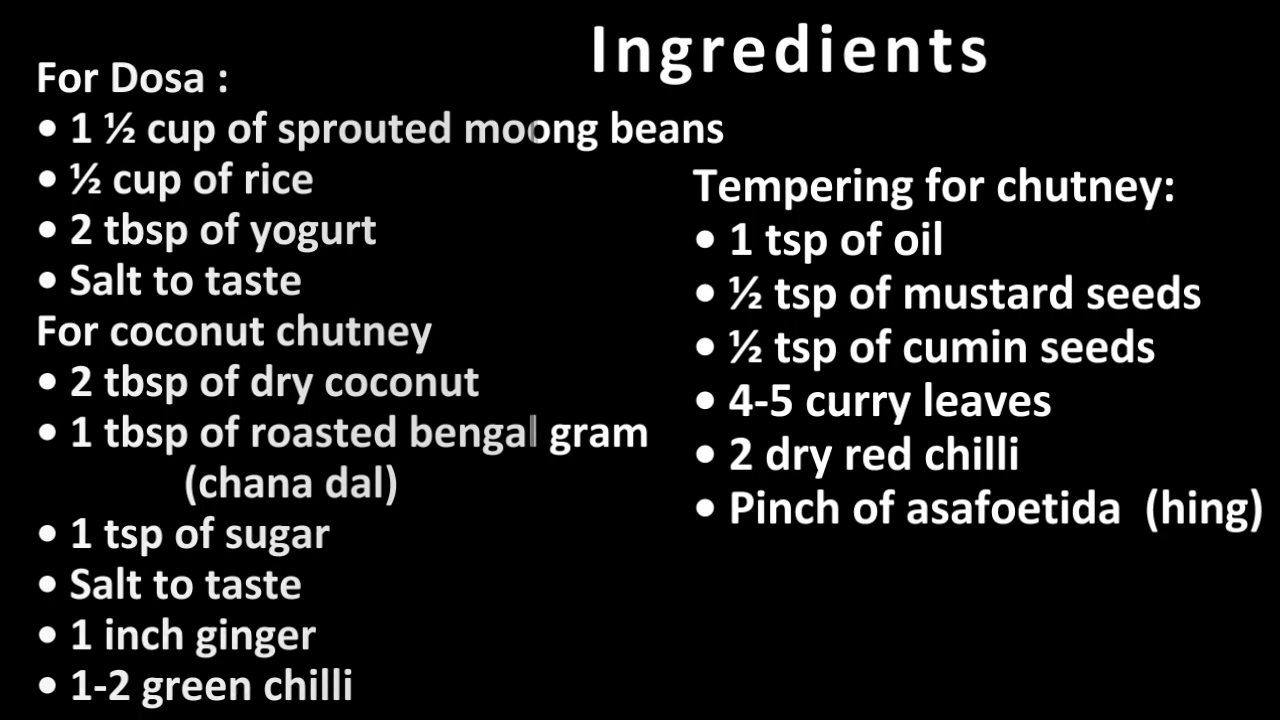 Ingredients
For Dosa :
• 1 ½ cup of sprouted moong beans
• ½ cup of rice
• 2 tbsp of yogurt
• Salt to taste
For coconut chutney
• 2 tbsp of dry coconut
• 1 tbsp of roasted bengal gram
(chana dal)
• 1 tsp of sugar
• Salt to taste
• 1 inch ginger
• 1-2 green chilli
Tempering for chutney:
• 1 tsp of oil
• ½ tsp of mustard seeds
• ½ tsp of cumin seeds
• 4-5 curry leaves
• 2 dry red chilli
• Pinch of asafoetida (hing)